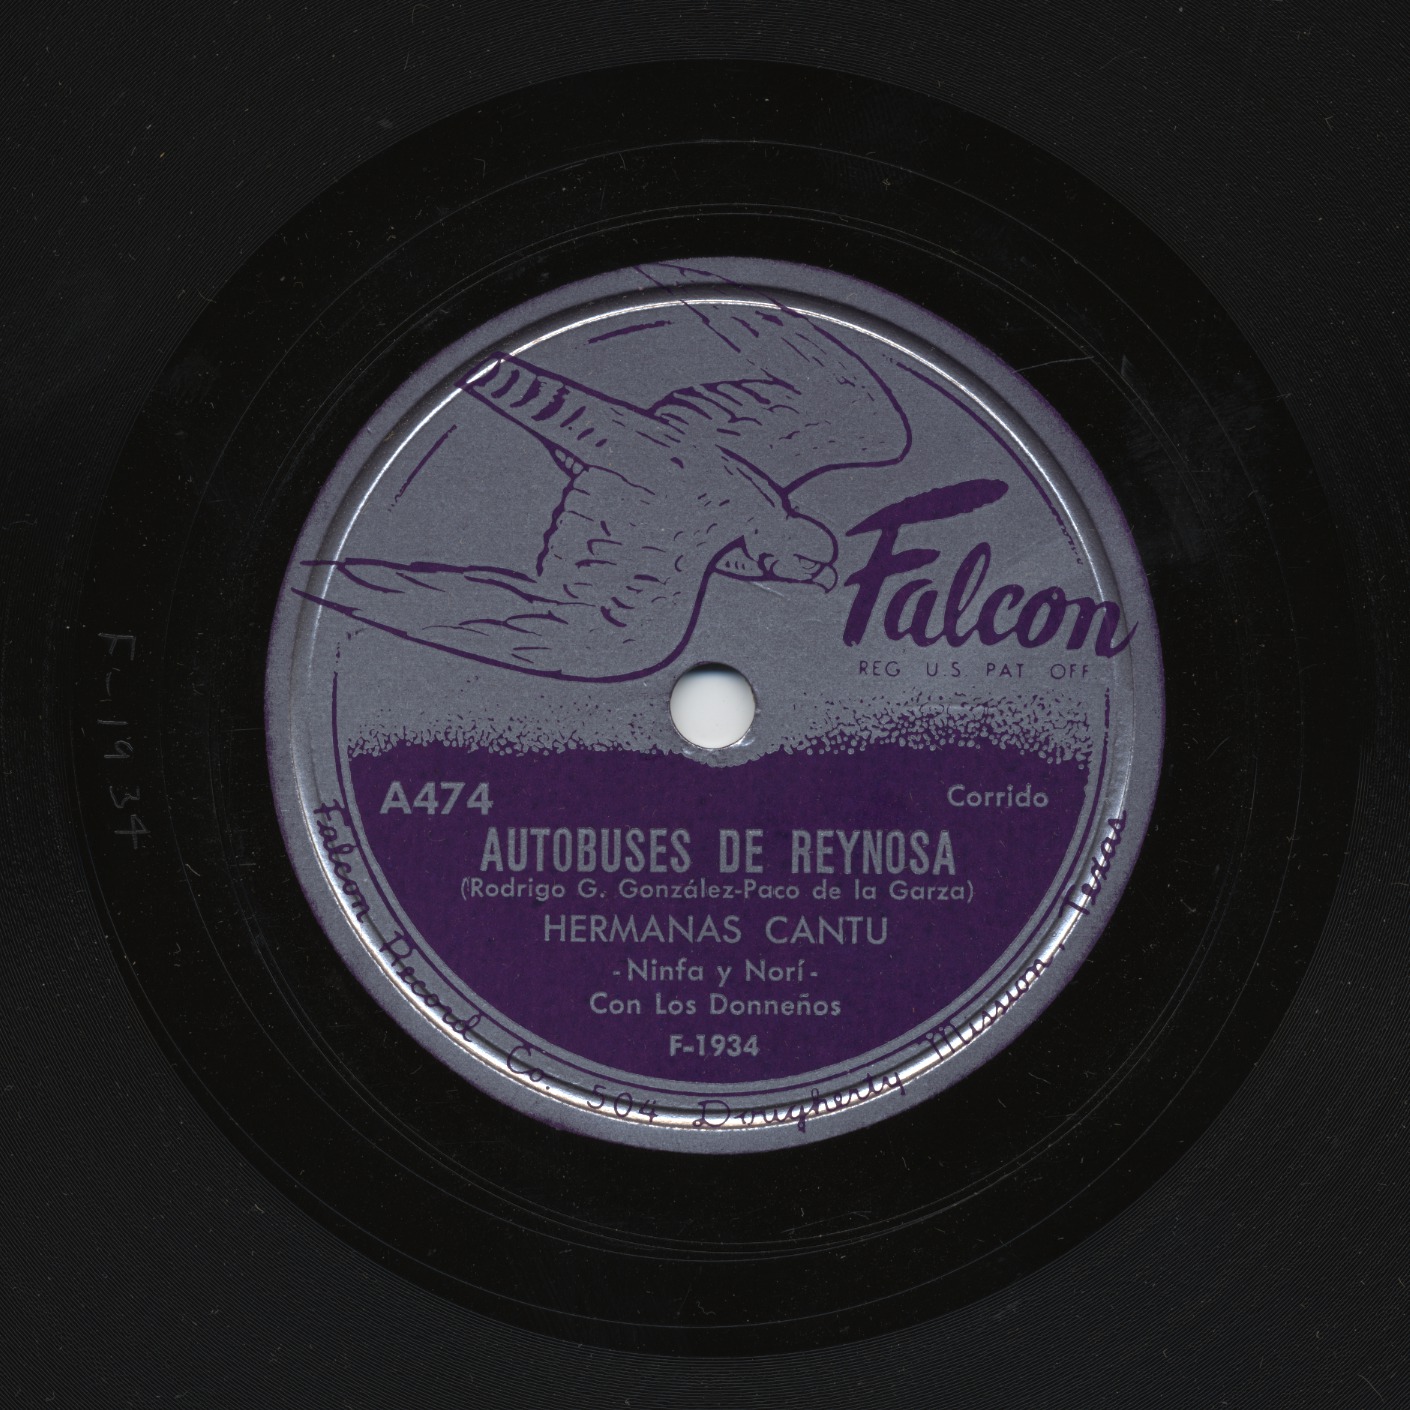 Falcon
REG U.S. PAT OFF
A474
Corrido
AUTOBUSES DE REYNOSA
(Rodrigo G. González-Paco de la Garza)
HERMANAS CANTU
-Ninfa y Norí-
Con Los Donneños
F-1934
Falcon Record Co. 504 Dougherty Mission, Texas
F-1934